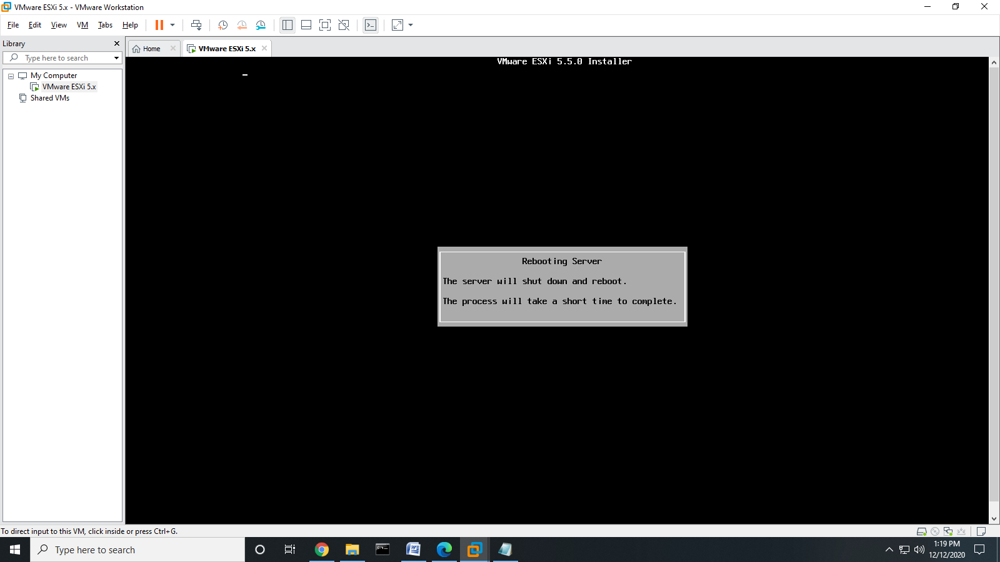 VMware ESXi 5.x - VMware Workstation
File Edit View VM Tabs Help
Library
Home
VMware ESXi 5.x
Type here to search
My Computer
VMware ESXi 5.x
Shared VMs
VMware ESXi 5.5.0 Installer
Rebooting Server
The server will shut down and reboot.
The process will take a short time to complete.
To direct input to this VM, click inside or press Ctrl+G.
Type here to search
1:19 PM
12/12/2020